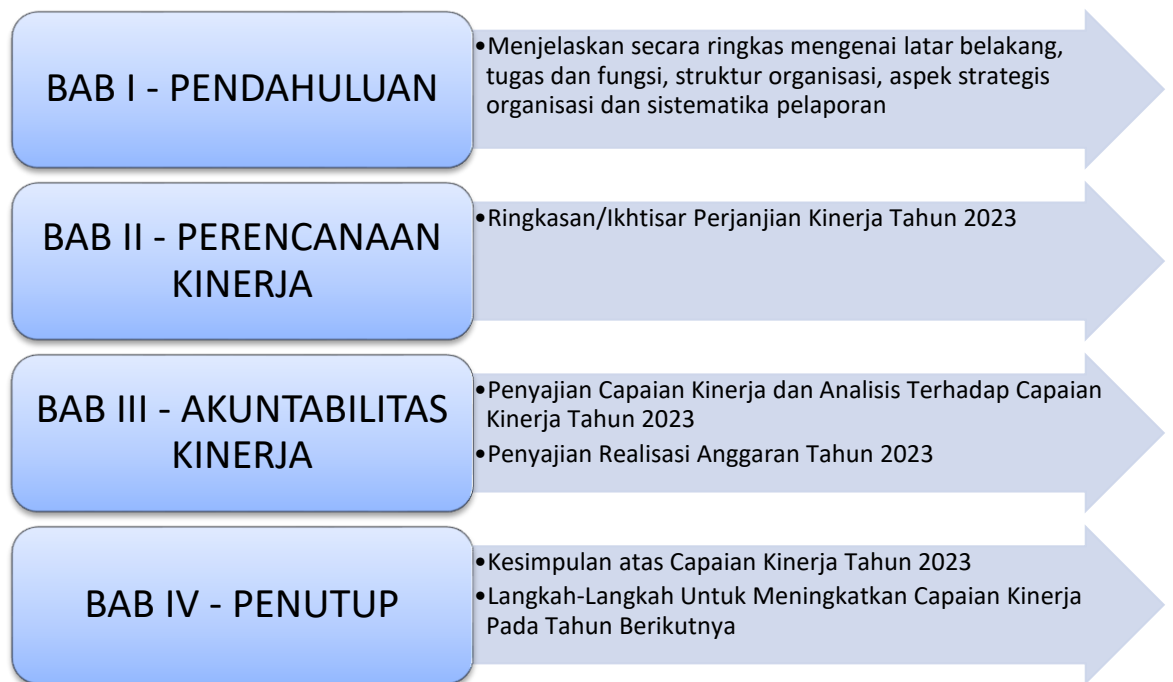 BAB I - PENDAHULUAN
•Menjelaskan secara ringkas mengenai latar belakang,
tugas dan fungsi, struktur organisasi, aspek strategis
organisasi dan sistematika pelaporan
BAB II - PERENCANAAN
KINERJA
•Ringkasan/Ikhtisar Perjanjian Kinerja Tahun 2023
BAB III - AKUNTABILITAS
KINERJA
•Penyajian Capaian Kinerja dan Analisis Terhadap Capaian
Kinerja Tahun 2023
•Penyajian Realisasi Anggaran Tahun 2023
BAB IV - PENUTUP
•Kesimpulan atas Capaian Kinerja Tahun 2023
•Langkah-Langkah Untuk Meningkatkan Capaian Kinerja
Pada Tahun Berikutnya